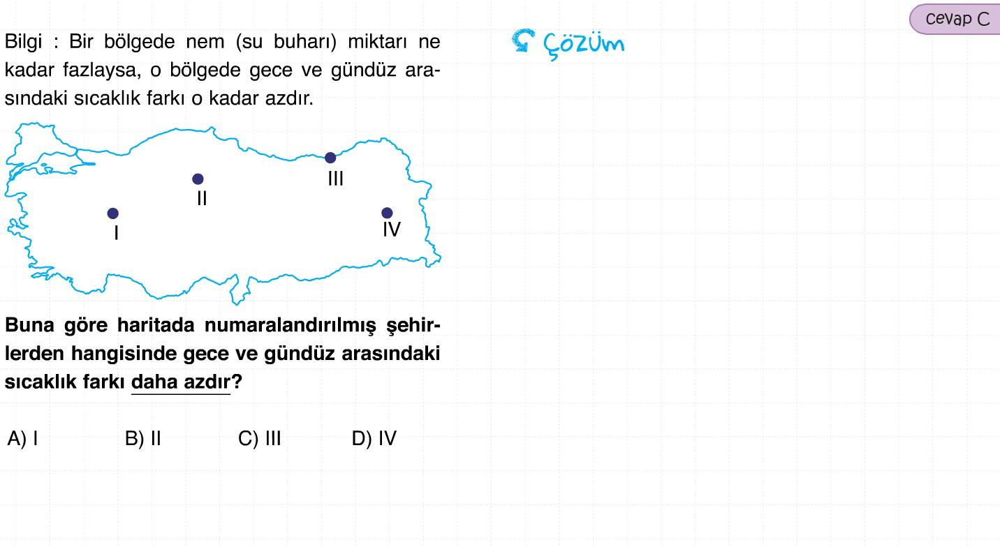 Bilgi : Bir bölgede nem (su buharı) miktarı ne
kadar fazlaysa, o bölgede gece ve gündüz ara-
sındaki sıcaklık farkı o kadar azdır.
I
II
III
IV
Buna göre haritada numaralandırılmış şehir-
lerden hangisinde gece ve gündüz arasındaki
sıcaklık farkı daha azdır?
A) I B) II C) III D) IV
Çözüm
cevap C